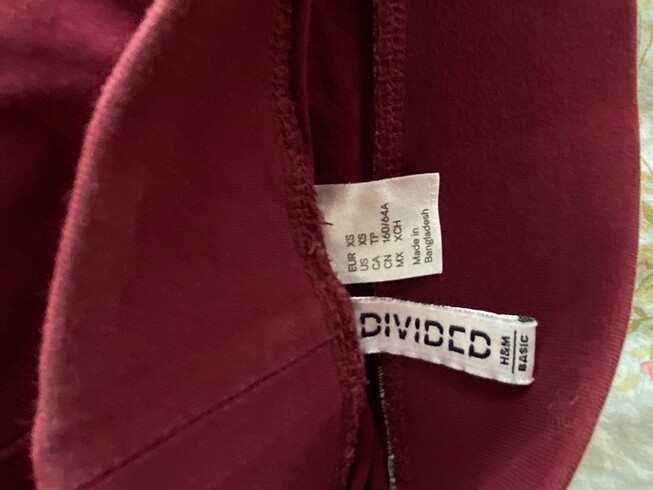 EUR XS
US XS
CA TP
CN 160/64A
MX XCH
Made in
Bangladesh
DIVIDED
H&M
BASIC